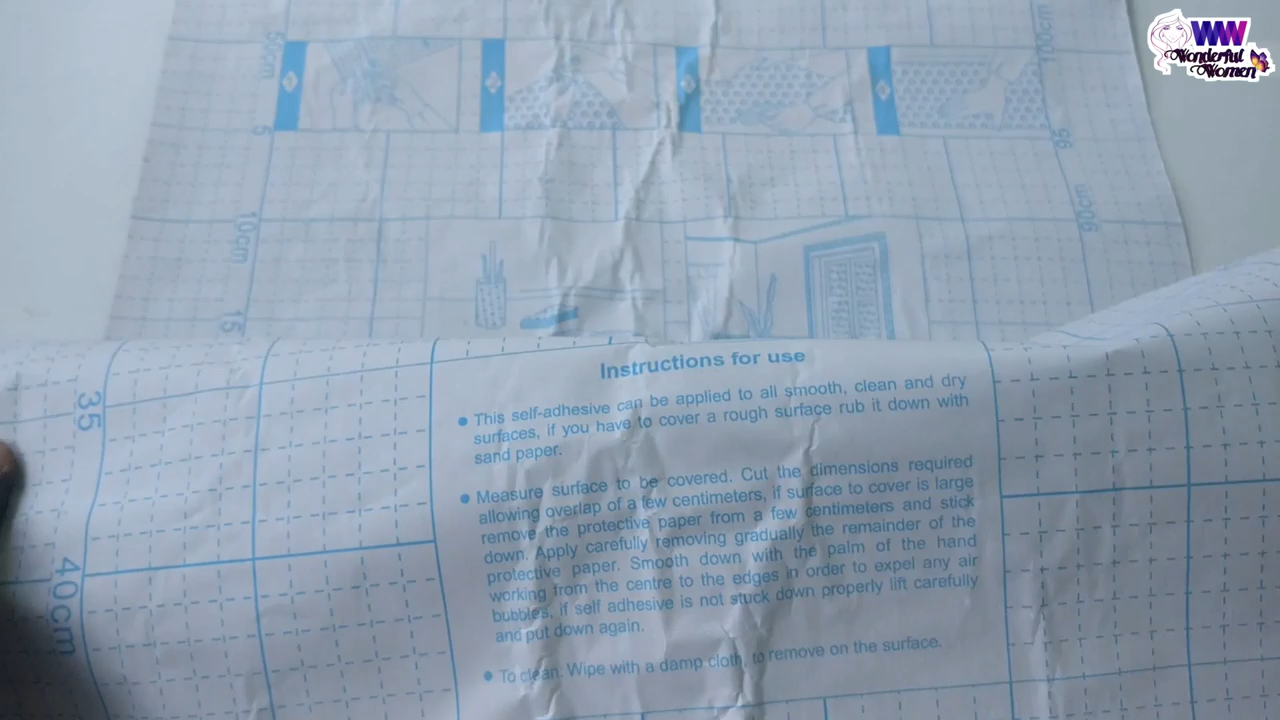 WW
Wonderful
Women
50cm
100cm
5
95
10cm
90cm
15
Instructions for use
• This self-adhesive can be applied to all smooth, clean and dry
surfaces, if you have to cover a rough surface rub it down with
sand paper.
• Measure surface to be covered. Cut the dimensions required
allowing overlap of a few centimeters, if surface to cover is large
remove the protective paper from a few centimeters and stick
down. Apply carefully removing gradually the remainder of the
protective paper. Smooth down with the palm of the hand
working from the centre to the edges in order to expel any air
bubbles, if self adhesive is not stuck down properly lift carefully
and put down again.
• To clean: Wipe with a damp cloth, to remove on the surface.
35
40cm